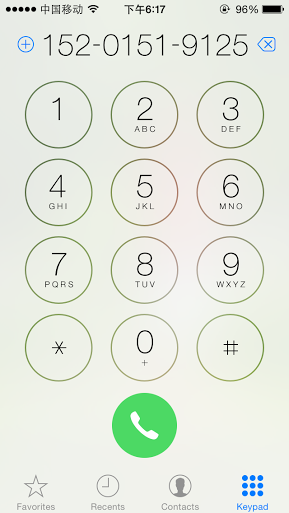 中国移动 下午6:17 96%
152-0151-9125
1 2 3
ABC DEF
4 5 6
GHI JKL MNO
7 8 9
PQRS TUV WXYZ
* 0 #
+
Favorites Recents Contacts Keypad